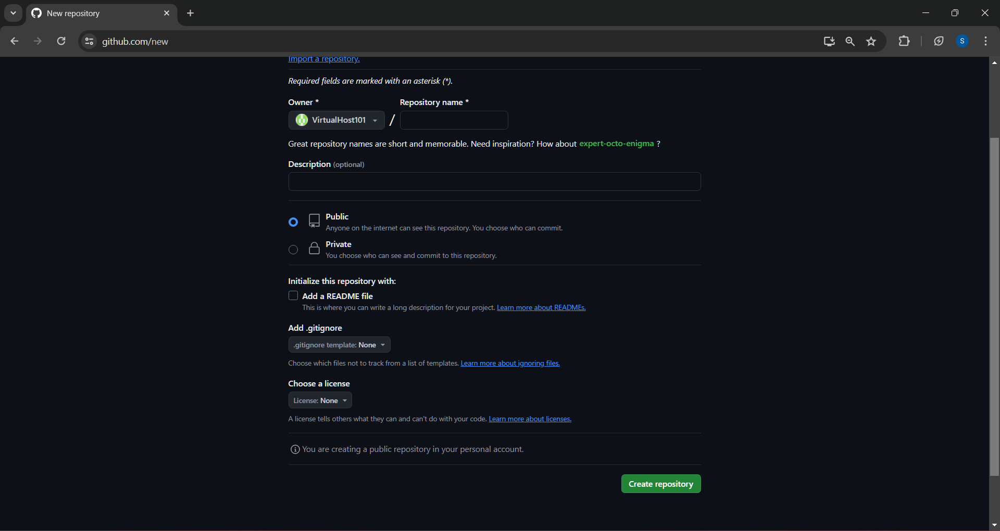 New repository
github.com/new
S
Import a repository.
Required fields are marked with an asterisk (*).
Owner *
Repository name *
VirtualHost101
/
Great repository names are short and memorable. Need inspiration? How about expert-octo-enigma ?
Description (optional)
Public
Anyone on the internet can see this repository. You choose who can commit.
Private
You choose who can see and commit to this repository.
Initialize this repository with:
Add a README file
This is where you can write a long description for your project. Learn more about READMEs.
Add .gitignore
.gitignore template: None
Choose which files not to track from a list of templates. Learn more about ignoring files.
Choose a license
License: None
A license tells others what they can and can't do with your code. Learn more about licenses.
You are creating a public repository in your personal account.
Create repository